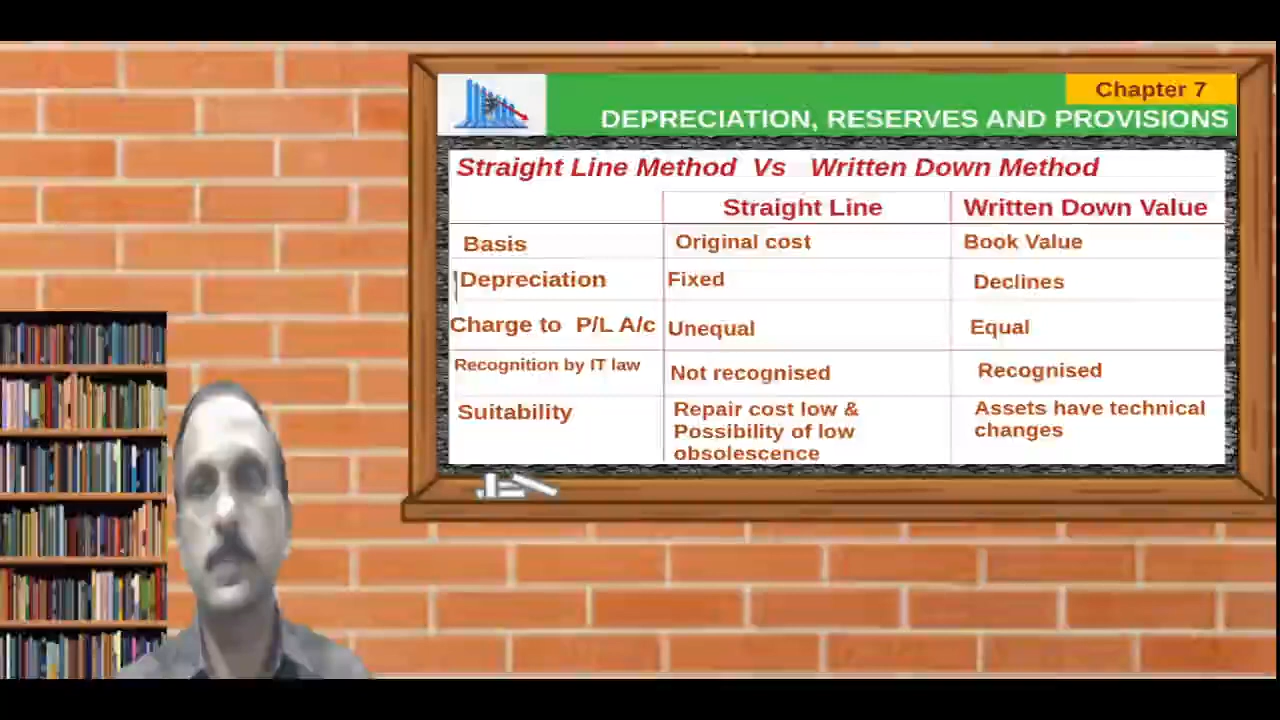 Chapter 7
DEPRECIATION, RESERVES AND PROVISIONS
Straight Line Method Vs Written Down Method
Straight Line Written Down Value
Basis Original cost Book Value
Depreciation Fixed Declines
Charge to P/L A/c Unequal Equal
Recognition by IT law Not recognised Recognised
Suitability Repair cost low & Assets have technical
Possibility of low changes
obsolescence